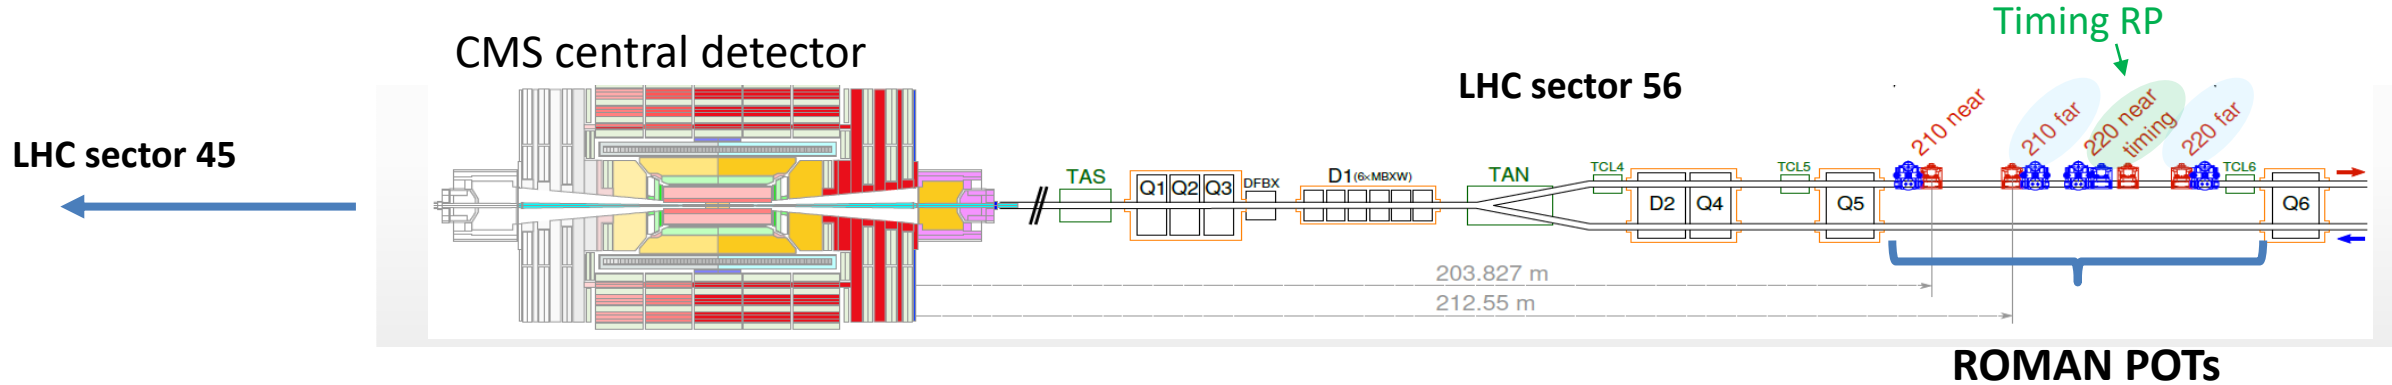 Timing RP
CMS central detector
LHC sector 56
LHC sector 45
210 near
210 far
220 near
timing
220 far
TAS
Q1 Q2 Q3
DFBX
D1 (6×MBXW)
TAN
TCL4
D2 Q4
TCL5
Q5
TCL6
Q6
203.827 m
212.55 m
ROMAN POTs